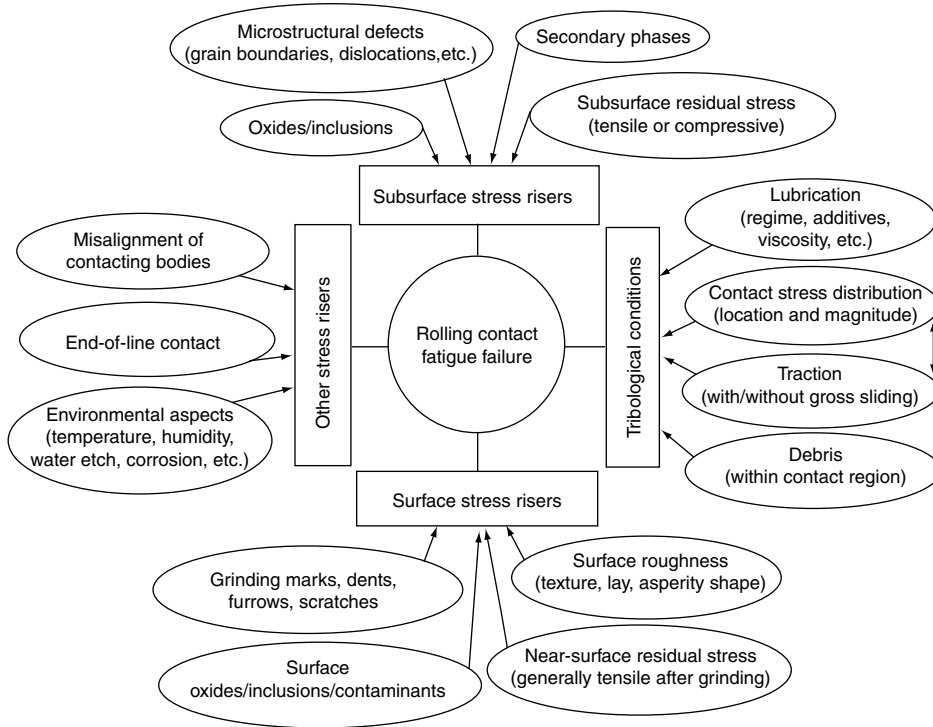 Microstructural defects
(grain boundaries, dislocations,etc.)
Secondary phases
Oxides/inclusions
Subsurface residual stress
(tensile or compressive)
Subsurface stress risers
Misalignment of
contacting bodies
End-of-line contact
Environmental aspects
(temperature, humidity,
water etch, corrosion, etc.)
Other stress risers
Rolling contact
fatigue failure
Tribological conditions
Lubrication
(regime, additives,
viscosity, etc.)
Contact stress distribution
(location and magnitude)
Traction
(with/without gross sliding)
Debris
(within contact region)
Surface stress risers
Grinding marks, dents,
furrows, scratches
Surface roughness
(texture, lay, asperity shape)
Surface
oxides/inclusions/contaminants
Near-surface residual stress
(generally tensile after grinding)